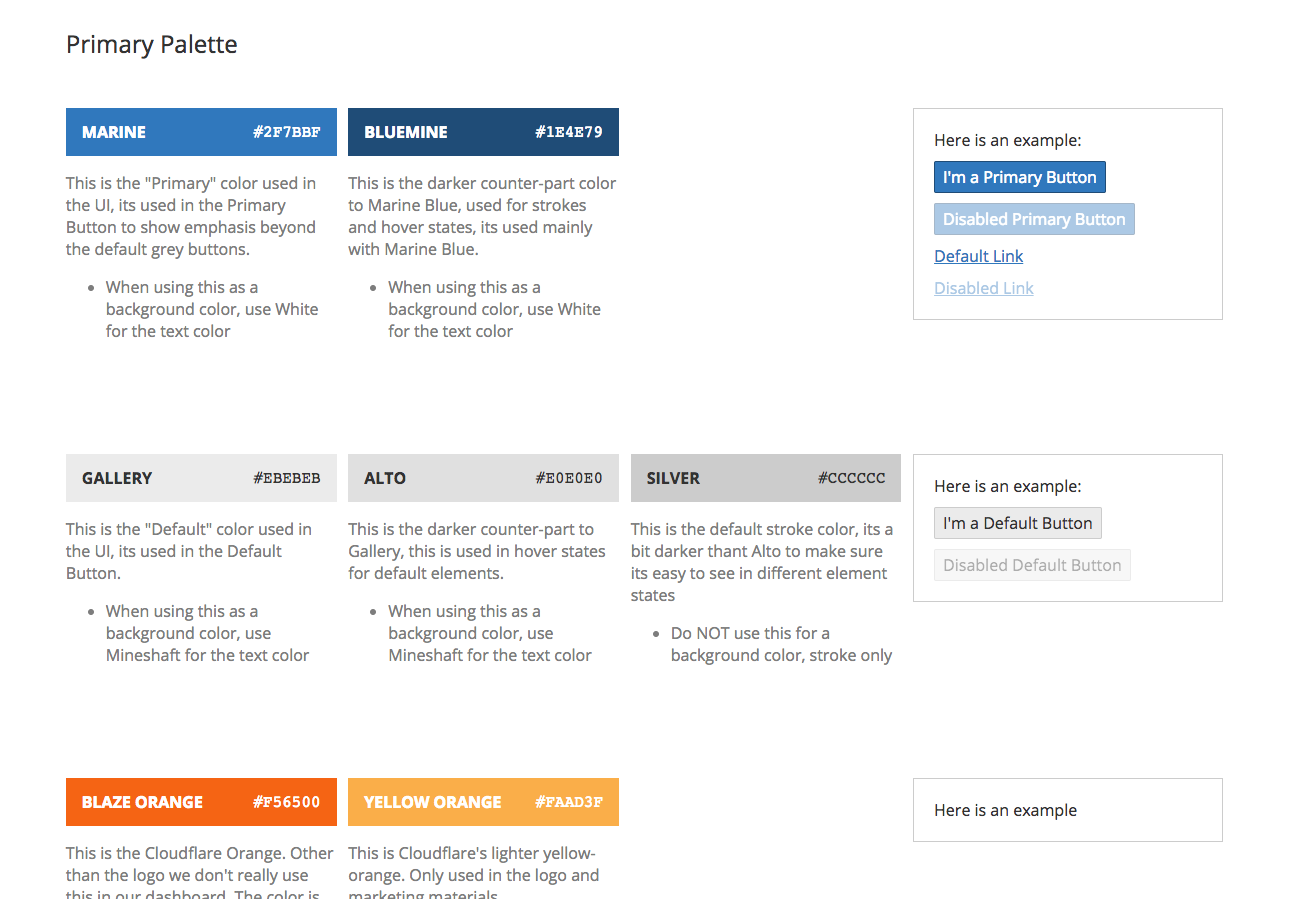 Primary Palette
MARINE #2F7BBF
This is the "Primary" color used in
the UI, its used in the Primary
Button to show emphasis beyond
the default grey buttons.
• When using this as a
background color, use White
for the text color
BLUEMINE #1E4E79
This is the darker counter-part color
to Marine Blue, used for strokes
and hover states, its used mainly
with Marine Blue.
• When using this as a
background color, use White
for the text color
Here is an example:
I'm a Primary Button
Disabled Primary Button
Default Link
Disabled Link
GALLERY #EBEBEB
This is the "Default" color used in
the UI, its used in the Default
Button.
• When using this as a
background color, use
Mineshaft for the text color
ALTO #E0E0E0
This is the darker counter-part to
Gallery, this is used in hover states
for default elements.
• When using this as a
background color, use
Mineshaft for the text color
SILVER #CCCCCC
This is the default stroke color, its a
bit darker thant Alto to make sure
its easy to see in different element
states
• Do NOT use this for a
background color, stroke only
Here is an example:
I'm a Default Button
Disabled Default Button
BLAZE ORANGE #F56500
This is the Cloudflare Orange. Other
than the logo we don't really use
this in our dashboard. The color is
YELLOW ORANGE #FAAD3F
This is Cloudflare's lighter yellow-
orange. Only used in the logo and
marketing materials
Here is an example